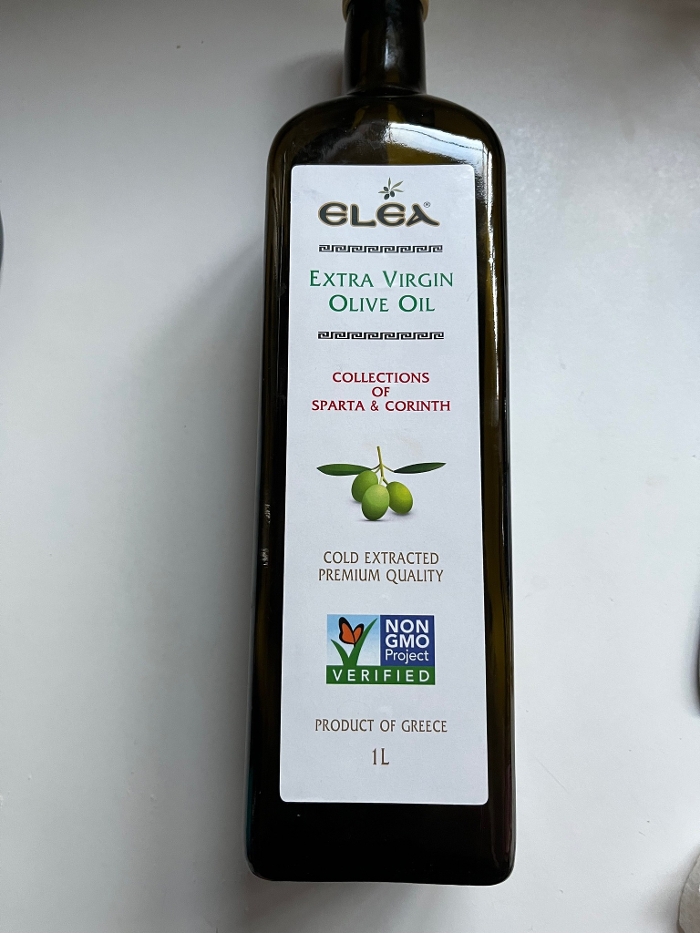 ELEA®
EXTRA VIRGIN
OLIVE OIL
COLLECTIONS
OF
SPARTA & CORINTH
COLD EXTRACTED
PREMIUM QUALITY
NON
GMO
Project
VERIFIED
PRODUCT OF GREECE
1L